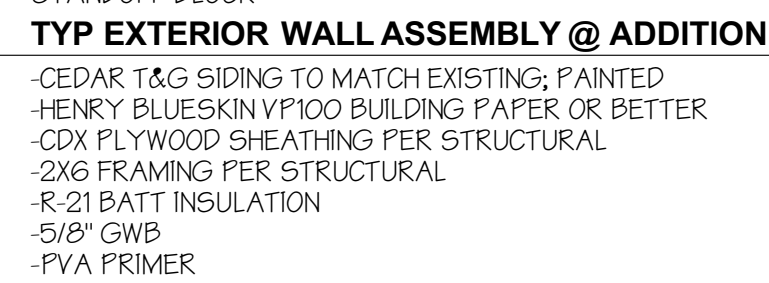 TYP EXTERIOR WALL ASSEMBLY @ ADDITION
-CEDAR T&G SIDING TO MATCH EXISTING; PAINTED
-HENRY BLUESKIN VP100 BUILDING PAPER OR BETTER
-CDX PLYWOOD SHEATHING PER STRUCTURAL
-2X6 FRAMING PER STRUCTURAL
-R-21 BATT INSULATION
-5/8" GWB
-PVA PRIMER